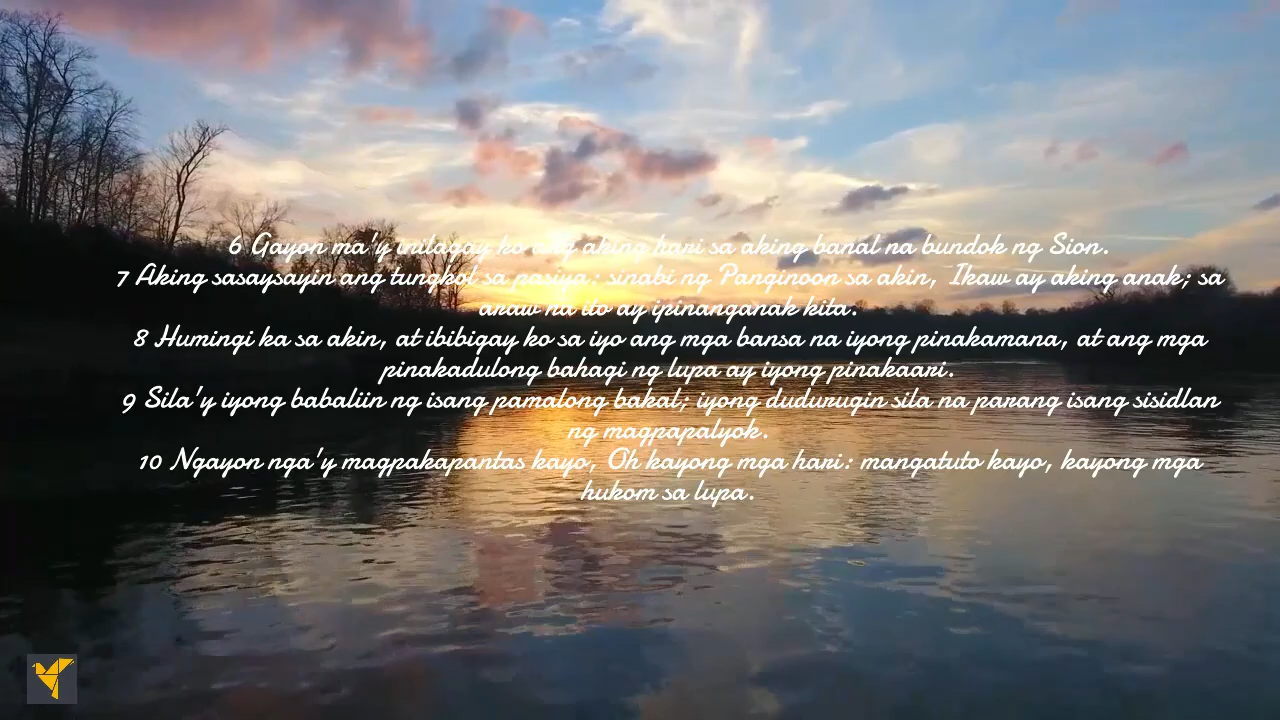 6 Gayon ma'y inilagay ko ang aking hari sa aking banal na bundok ng Sion.
7 Aking sasaysayin ang tungkol sa pasiya: sinabi ng Panginoon sa akin, Ikaw ay aking anak; sa
araw na ito ay ipinanganak kita.
8 Humingi ka sa akin, at ibibigay ko sa iyo ang mga bansa na iyong pinakamana, at ang mga
pinakadulong bahagi ng lupa ay iyong pinakaari.
9 Sila'y iyong babaliin ng isang pamalong bakal; iyong dudurugin sila na parang isang sisidlan
ng magpapalyok.
10 Ngayon nga'y magpakapantas kayo, Oh kayong mga hari: mangatuto kayo, kayong mga
hukom sa lupa.